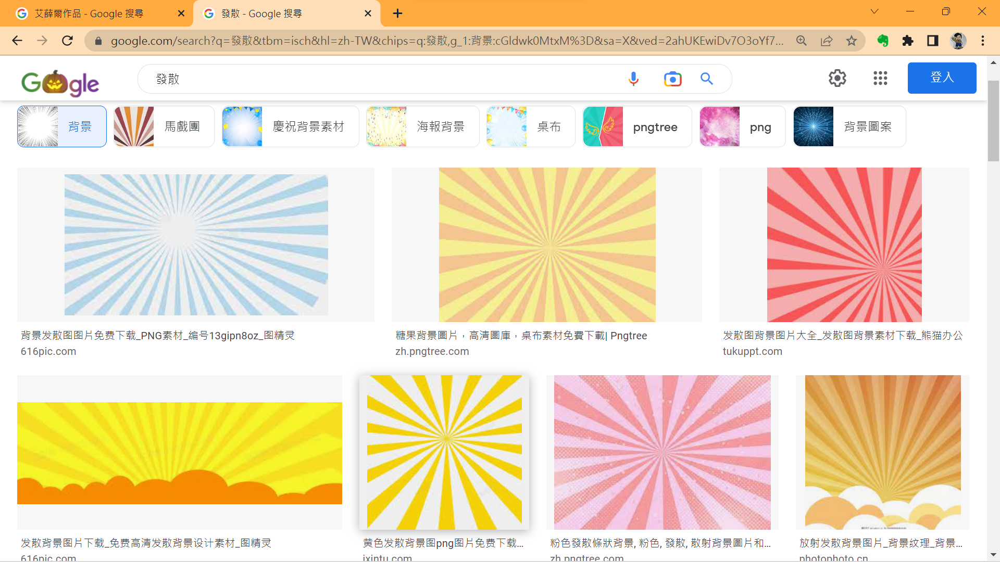 艾薛爾作品 - Google 搜尋
發散 - Google 搜尋
google.com/search?q=發散&tbm=isch&hl=zh-TW&chips=q:發散,g_1:背景:cGldwk0MtxM%3D&sa=X&ved=2ahUKEwiDv7O3oYf7...
Google
發散
登入
背景
馬戲團
慶祝背景素材
海報背景
桌布
pngtree
png
背景圖案
背景发散图图片免费下载_PNG素材_编号13gipn8oz_图精灵
616pic.com
糖果背景圖片，高清圖庫，桌布素材免費下載| Pngtree
zh.pngtree.com
发散图背景图片大全_发散图背景素材下载_熊猫办公
tukuppt.com
发散背景图片下载_免费高清发散背景设计素材_图精灵
616pic.com
黄色发散背景图png图片免费下载...
ixintu.com
粉色發散條狀背景, 粉色, 發散, 散射背景圖片和...
zh.pngtree.com
放射发散背景图片_背景纹理_背景...
photophoto.cn